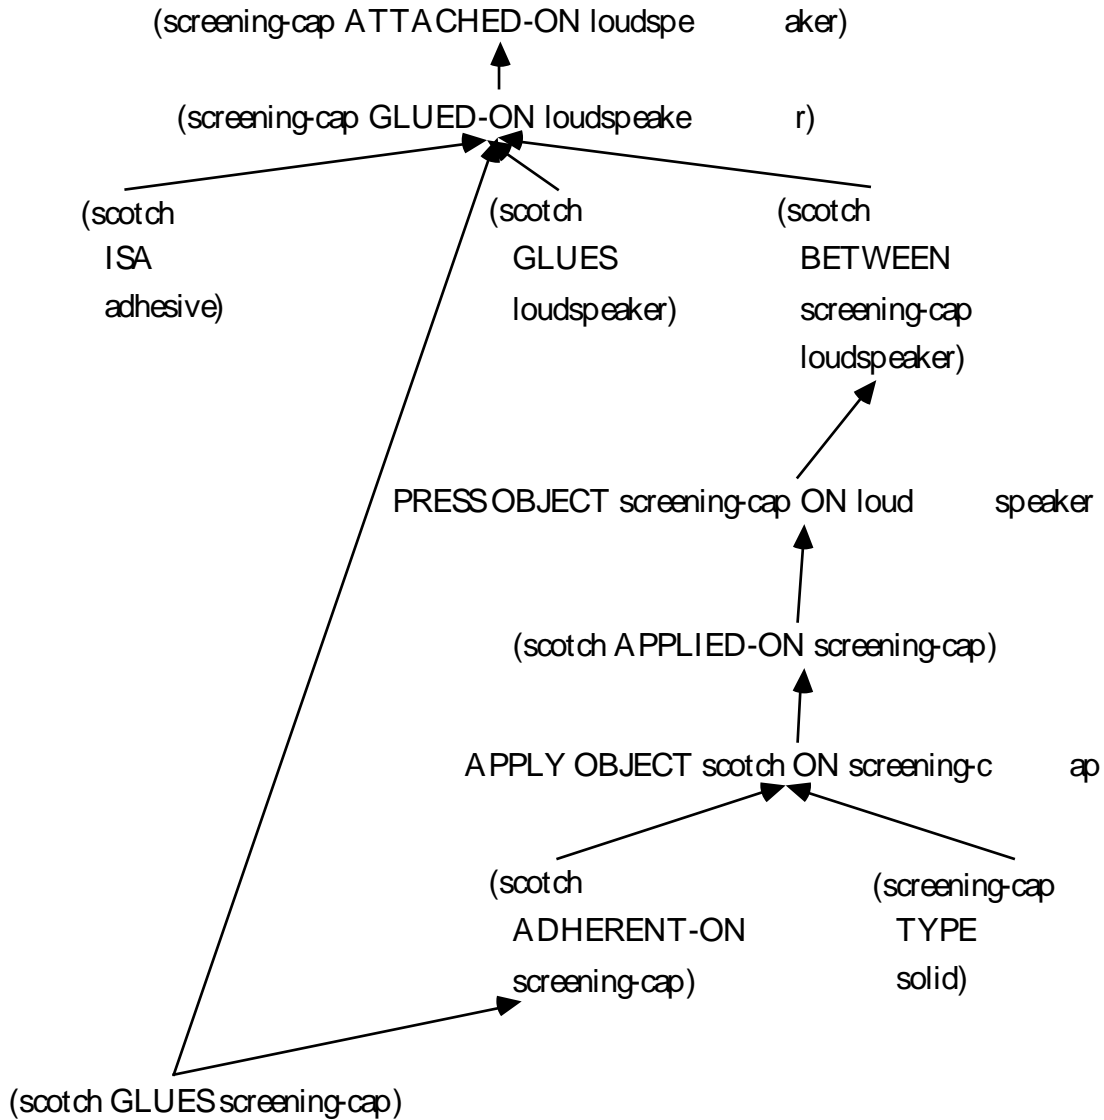 (screening-cap ATTACHED-ON loudspe aker)
(screening-cap GLUED-ON loudspeake r)
(scotch
ISA
adhesive)
(scotch
GLUES
loudspeaker)
(scotch
BETWEEN
screening-cap
loudspeaker)
PRESS OBJECT screening-cap ON loud speaker
(scotch APPLIED-ON screening-cap)
APPLY OBJECT scotch ON screening-c ap
(scotch
ADHERENT-ON
screening-cap)
(screening-cap
TYPE
solid)
(scotch GLUES screening-cap)